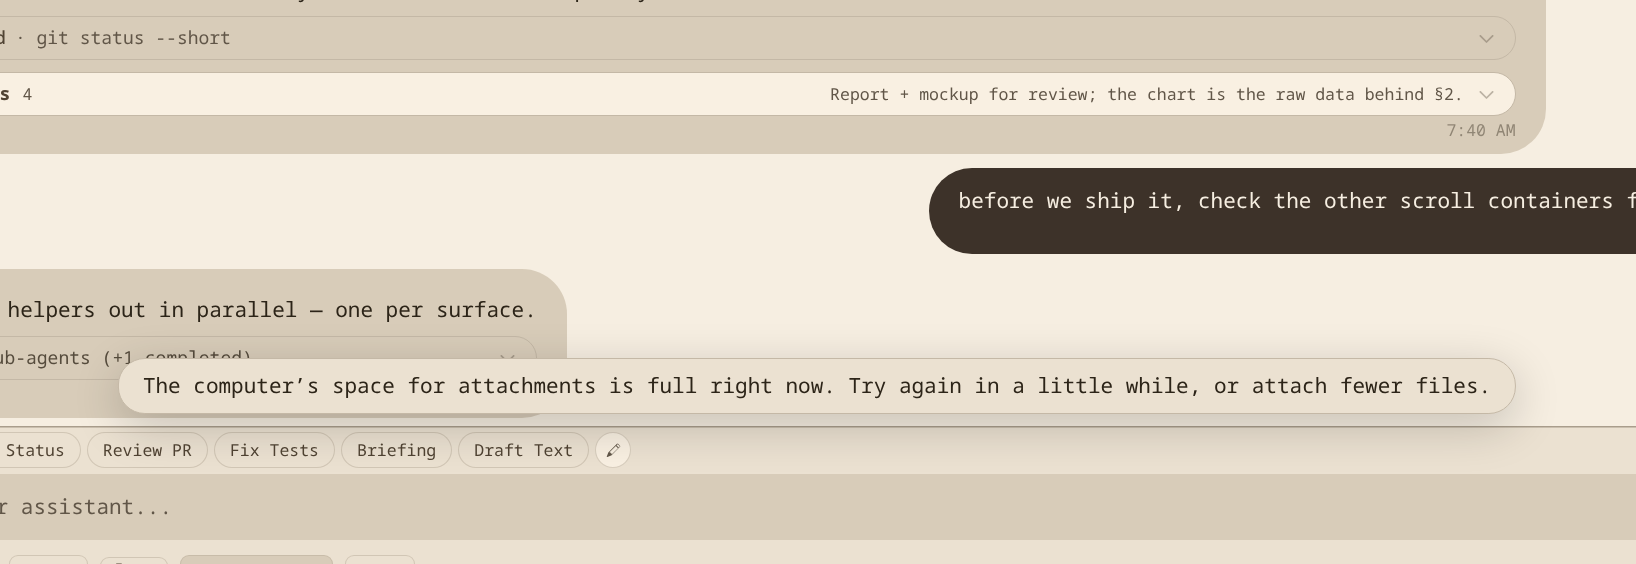 · git status --short
4
Report + mockup for review; the chart is the raw data behind §2.
7:40 AM
before we ship it, check the other scroll containers
helpers out in parallel — one per surface.
(+1 completed)
The computer’s space for attachments is full right now. Try again in a little while, or attach fewer files.
Status
Review PR
Fix Tests
Briefing
Draft Text
assistant...